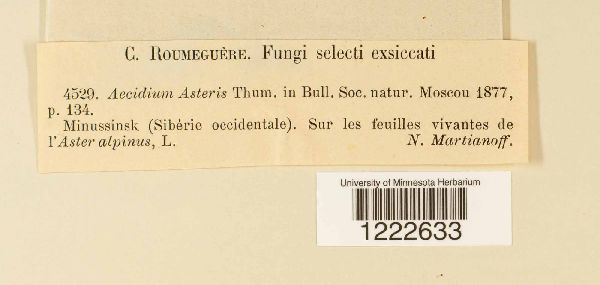 C. ROUMEGUÈRE. Fungi selecti exsiccati
4529. Aecidium Asteris Thum. in Bull. Soc. natur. Moscou 1877,
p. 134.
Minussinsk (Sibérie occidentale). Sur les feuilles vivantes de
l'Aster alpinus, L. N. Martianoff.
University of Minnesota Herbarium
1222633